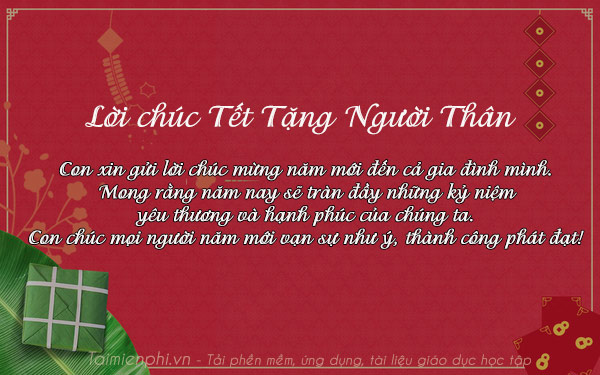 Lời chúc Tết Tặng Người Thân
Con xin gửi lời chúc mừng năm mới đến cả gia đình mình.
Mong rằng năm nay sẽ tràn đầy những kỷ niệm
yêu thương và hạnh phúc của chúng ta.
Con chúc mọi người năm mới vạn sự như ý, thành công phát đạt!
Taimienphi.vn - Tải phần mềm, ứng dụng, tài liệu giáo dục học tập